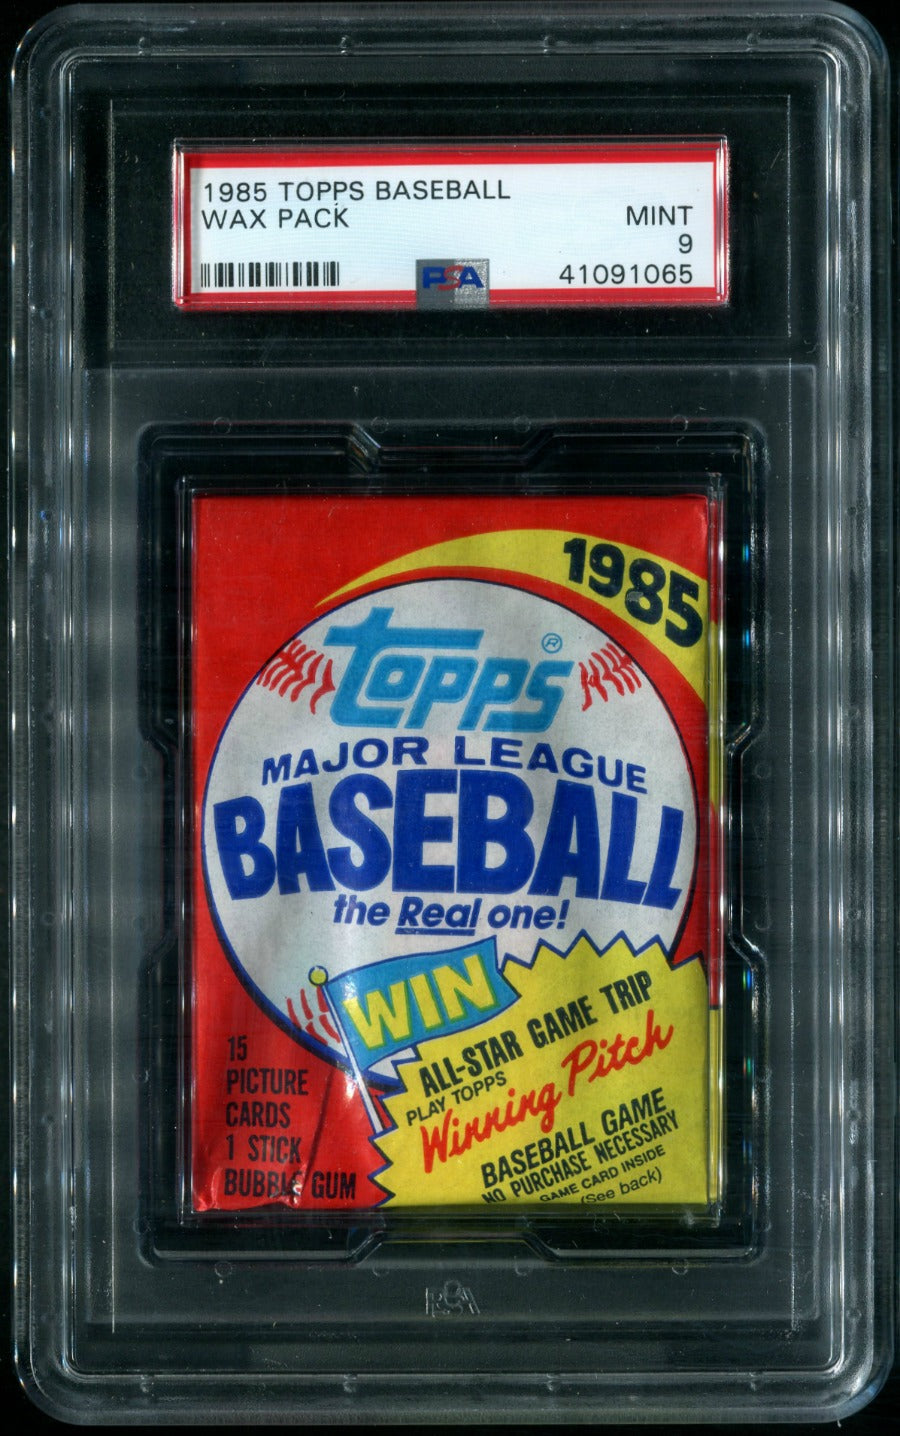 1985 TOPPS BASEBALL
WAX PACK
MINT
9
PSA
41091065
1985
topps®
MAJOR LEAGUE
BASEBALL
the Real one!
WIN
ALL-STAR GAME TRIP
PLAY TOPPS
Winning Pitch
BASEBALL GAME
NO PURCHASE NECESSARY
GAME CARD INSIDE
(See back)
15
PICTURE
CARDS
1 STICK
BUBBLE GUM
PSA